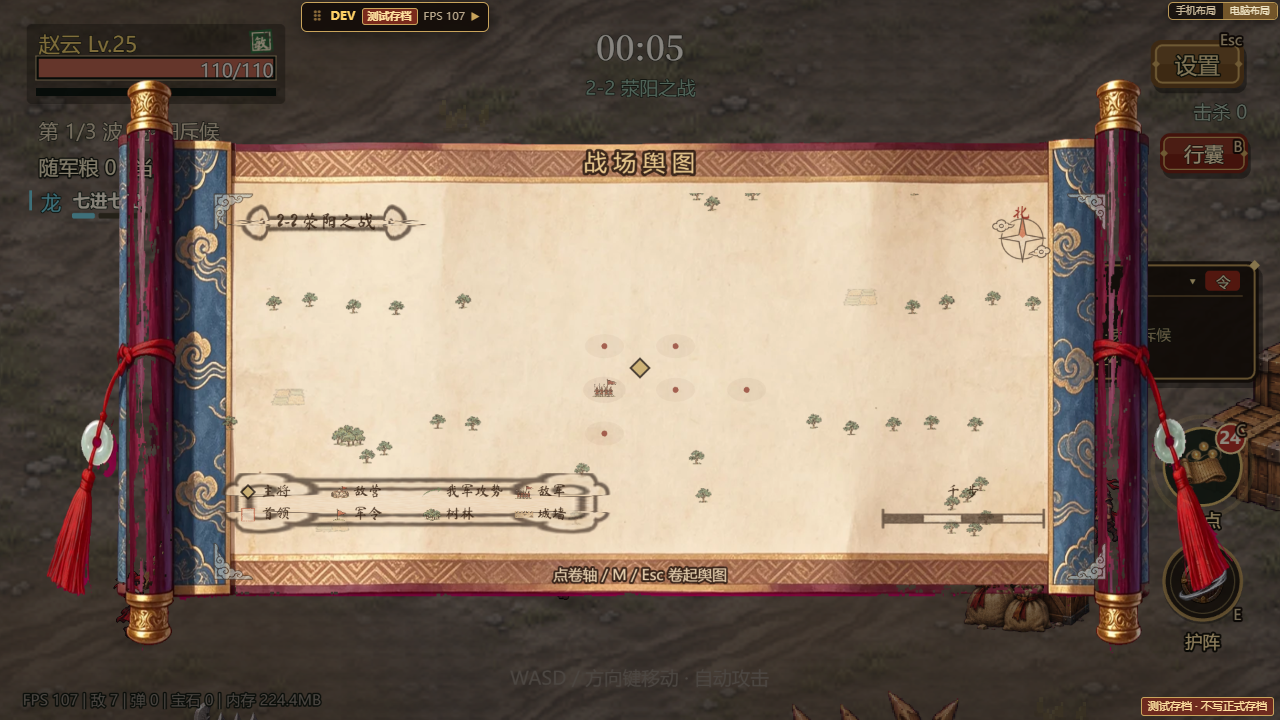 DEV 测试存档 FPS 107
手机布局 电脑布局
赵云 Lv.25 敏
110/110
00:05
2-2 荥阳之战
Esc
设置
击杀 0
第 1/3 波
斥候
随军粮 0
行囊 B
龙 七进七
战场舆图
2-2 荥阳之战
北
令
斥候
主将 敌营 我军攻势 敌军
首领 军令 树林 城墙
千步
24 C
点
E
护阵
点卷轴 / M / Esc 卷起舆图
WASD / 方向键移动 · 自动攻击
FPS 107 | 敌 7 | 弹 0 | 宝石 0 | 内存 224.4MB
测试存档 · 不写正式存档